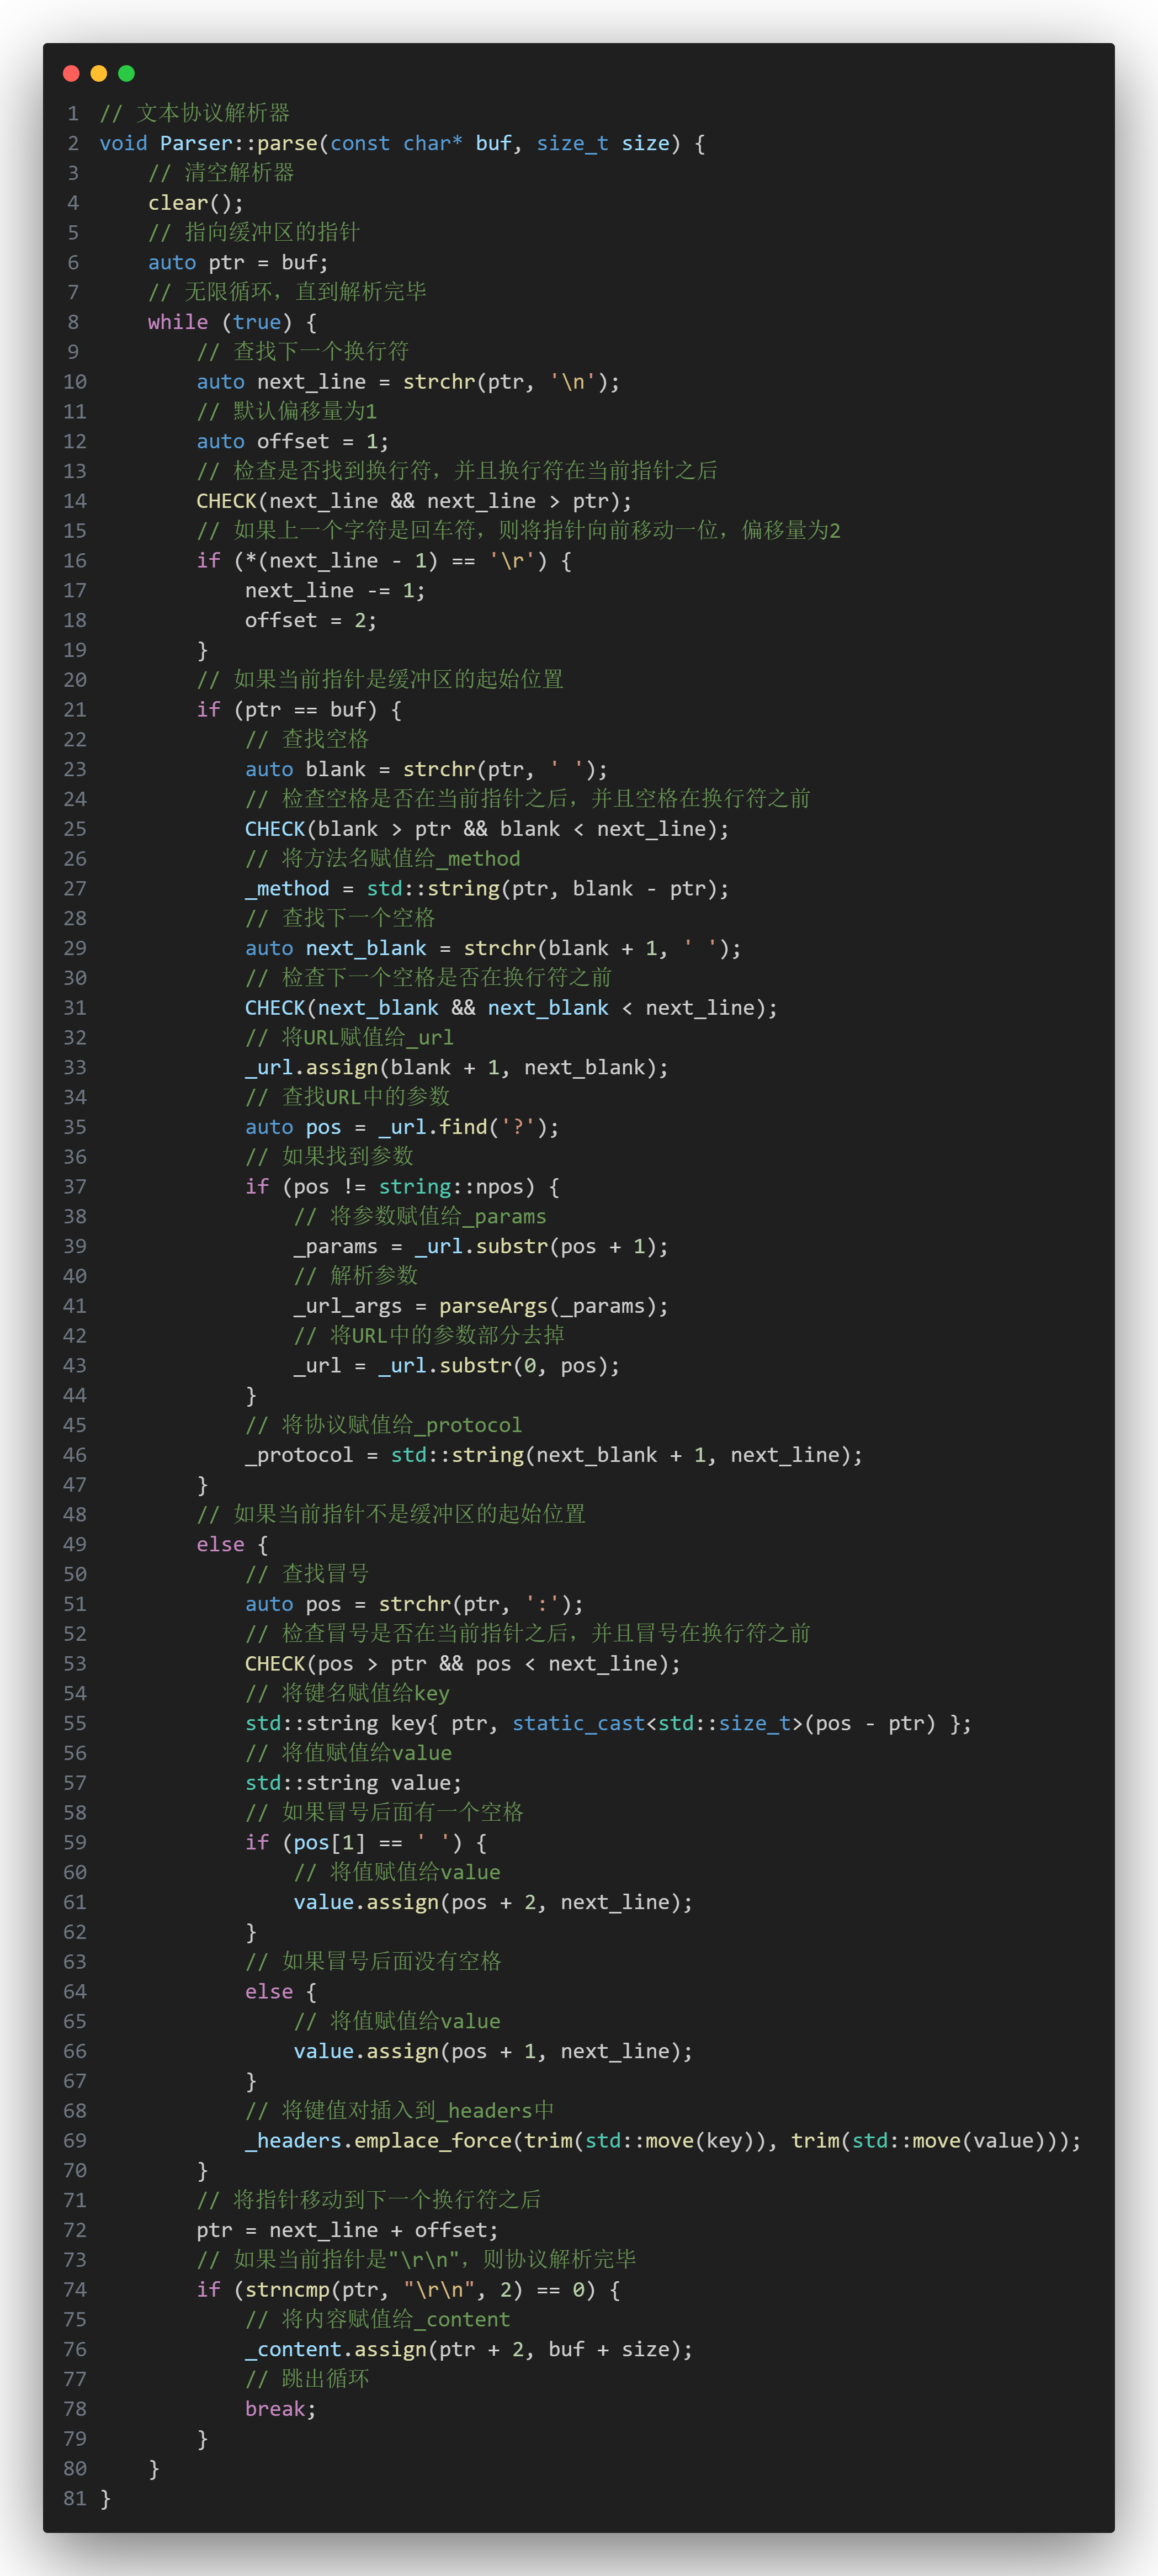 1 // 文本协议解析器
2 void Parser::parse(const char* buf, size_t size) {
3     // 清空解析器
4     clear();
5     // 指向缓冲区的指针
6     auto ptr = buf;
7     // 无限循环，直到解析完毕
8     while (true) {
9         // 查找下一个换行符
10         auto next_line = strchr(ptr, '\n');
11         // 默认偏移量为1
12         auto offset = 1;
13         // 检查是否找到换行符，并且换行符在当前指针之后
14         CHECK(next_line && next_line > ptr);
15         // 如果上一个字符是回车符，则将指针向前移动一位，偏移量为2
16         if (*(next_line - 1) == '\r') {
17             next_line -= 1;
18             offset = 2;
19         }
20         // 如果当前指针是缓冲区的起始位置
21         if (ptr == buf) {
22             // 查找空格
23             auto blank = strchr(ptr, ' ');
24             // 检查空格是否在当前指针之后，并且空格在换行符之前
25             CHECK(blank > ptr && blank < next_line);
26             // 将方法名赋值给_method
27             _method = std::string(ptr, blank - ptr);
28             // 查找下一个空格
29             auto next_blank = strchr(blank + 1, ' ');
30             // 检查下一个空格是否在换行符之前
31             CHECK(next_blank && next_blank < next_line);
32             // 将URL赋值给_url
33             _url.assign(blank + 1, next_blank);
34             // 查找URL中的参数
35             auto pos = _url.find('?');
36             // 如果找到参数
37             if (pos != string::npos) {
38                 // 将参数赋值给_params
39                 _params = _url.substr(pos + 1);
40                 // 解析参数
41                 _url_args = parseArgs(_params);
42                 // 将URL中的参数部分去掉
43                 _url = _url.substr(0, pos);
44             }
45             // 将协议赋值给_protocol
46             _protocol = std::string(next_blank + 1, next_line);
47         }
48         // 如果当前指针不是缓冲区的起始位置
49         else {
50             // 查找冒号
51             auto pos = strchr(ptr, ':');
52             // 检查冒号是否在当前指针之后，并且冒号在换行符之前
53             CHECK(pos > ptr && pos < next_line);
54             // 将键名赋值给key
55             std::string key{ ptr, static_cast<std::size_t>(pos - ptr) };
56             // 将值赋值给value
57             std::string value;
58             // 如果冒号后面有一个空格
59             if (pos[1] == ' ') {
60                 // 将值赋值给value
61                 value.assign(pos + 2, next_line);
62             }
63             // 如果冒号后面没有空格
64             else {
65                 // 将值赋值给value
66                 value.assign(pos + 1, next_line);
67             }
68             // 将键值对插入到_headers中
69             _headers.emplace_force(trim(std::move(key)), trim(std::move(value)));
70         }
71         // 将指针移动到下一个换行符之后
72         ptr = next_line + offset;
73         // 如果当前指针是"\r\n"，则协议解析完毕
74         if (strncmp(ptr, "\r\n", 2) == 0) {
75             // 将内容赋值给_content
76             _content.assign(ptr + 2, buf + size);
77             // 跳出循环
78             break;
79         }
80     }
81 }